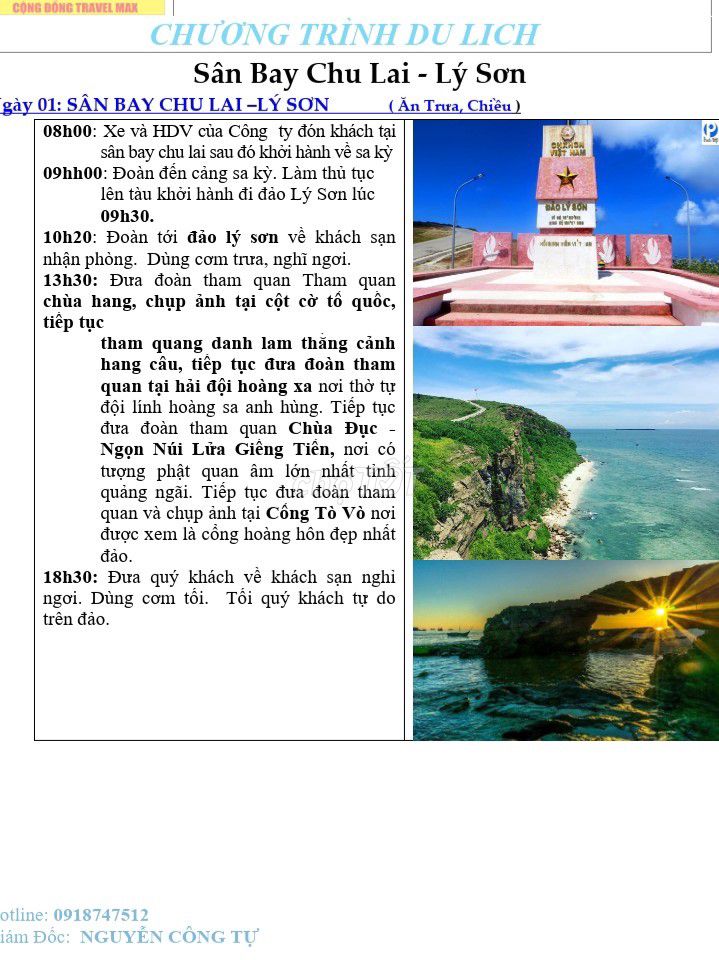 CỘNG ĐỒNG TRAVEL MAX
CHƯƠNG TRÌNH DU LỊCH
Sân Bay Chu Lai - Lý Sơn
gày 01: SÂN BAY CHU LAI –LÝ SƠN ( Ăn Trưa, Chiều )
08h00: Xe và HDV của Công ty đón khách tại
sân bay chu lai sau đó khởi hành về sa kỳ
09hh00: Đoàn đến cảng sa kỳ. Làm thủ tục
lên tàu khởi hành đi đảo Lý Sơn lúc
09h30.
10h20: Đoàn tới đảo lý sơn về khách sạn
nhận phòng. Dùng cơm trưa, nghĩ ngơi.
13h30: Đưa đoàn tham quan Tham quan
chùa hang, chụp ảnh tại cột cờ tổ quốc,
tiếp tục
tham quang danh lam thắng cảnh
hang câu, tiếp tục đưa đoàn tham
quan tại hải đội hoàng xa nơi thờ tự
đội lính hoàng sa anh hùng. Tiếp tục
đưa đoàn tham quan Chùa Đục -
Ngọn Núi Lửa Giếng Tiền, nơi có
tượng phật quan âm lớn nhất tỉnh
quảng ngãi. Tiếp tục đưa đoàn tham
quan và chụp ảnh tại Cổng Tò Vò nơi
được xem là cổng hoàng hôn đẹp nhất
đảo.
18h30: Đưa quý khách về khách sạn nghỉ
ngơi. Dùng cơm tối. Tối quý khách tự do
trên đảo.
CHXHCN
VIỆT NAM
ĐẢO LÝ SƠN
chợTỐT
otline: 0918747512
iám Đốc: NGUYỄN CÔNG TỰ